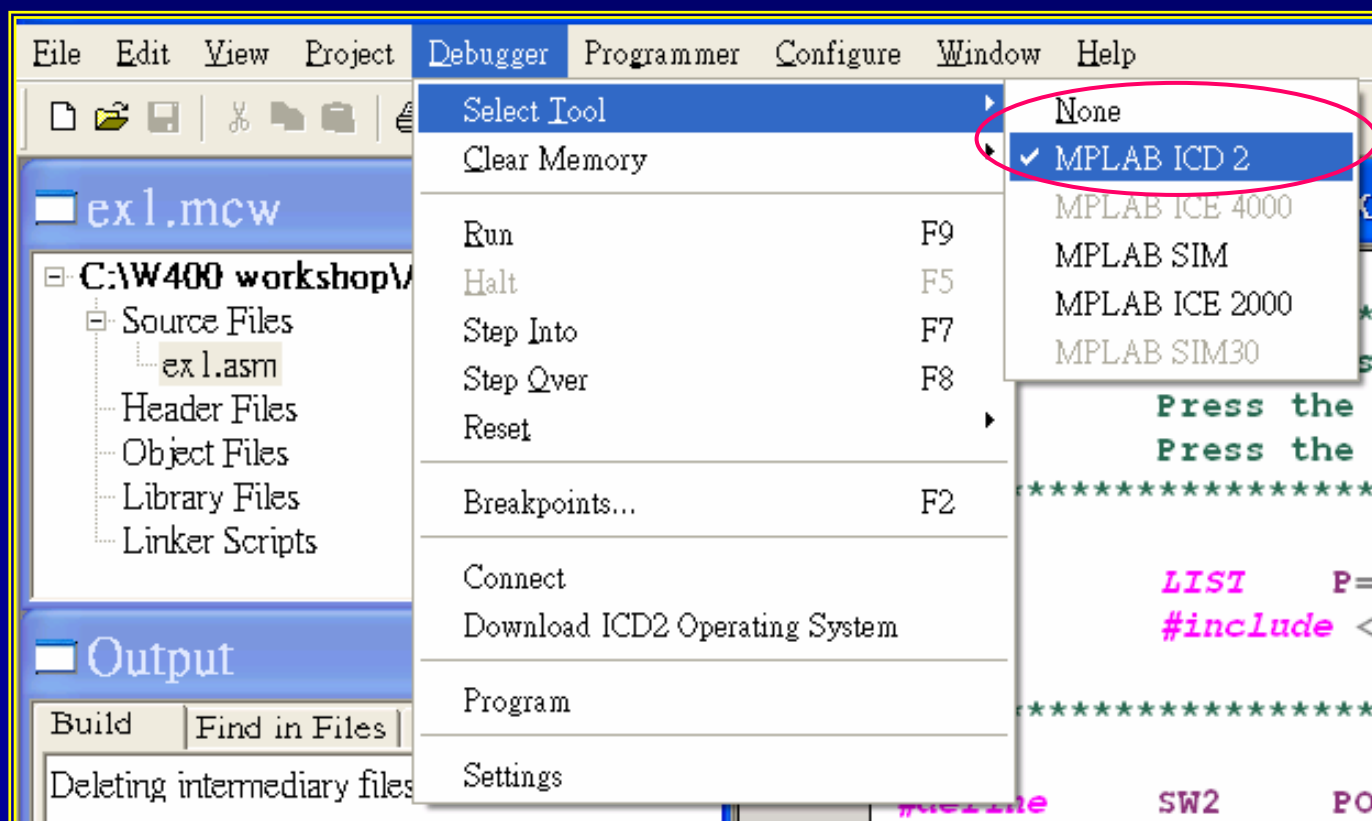 File Edit View Project Debugger Programmer Configure Window Help
ex1.mcw
C:\W400 workshop\
Source Files
ex1.asm
Header Files
Object Files
Library Files
Linker Scripts
Output
Build Find in Files
Deleting intermediary files
Select Tool
Clear Memory
Run F9
Halt F5
Step Into F7
Step Over F8
Reset
Breakpoints... F2
Connect
Download ICD2 Operating System
Program
Settings
None
MPLAB ICD 2
MPLAB ICE 4000
MPLAB SIM
MPLAB ICE 2000
MPLAB SIM30
Press the
Press the
****************
LIST P=
#include <
****************
#define SW2 PO